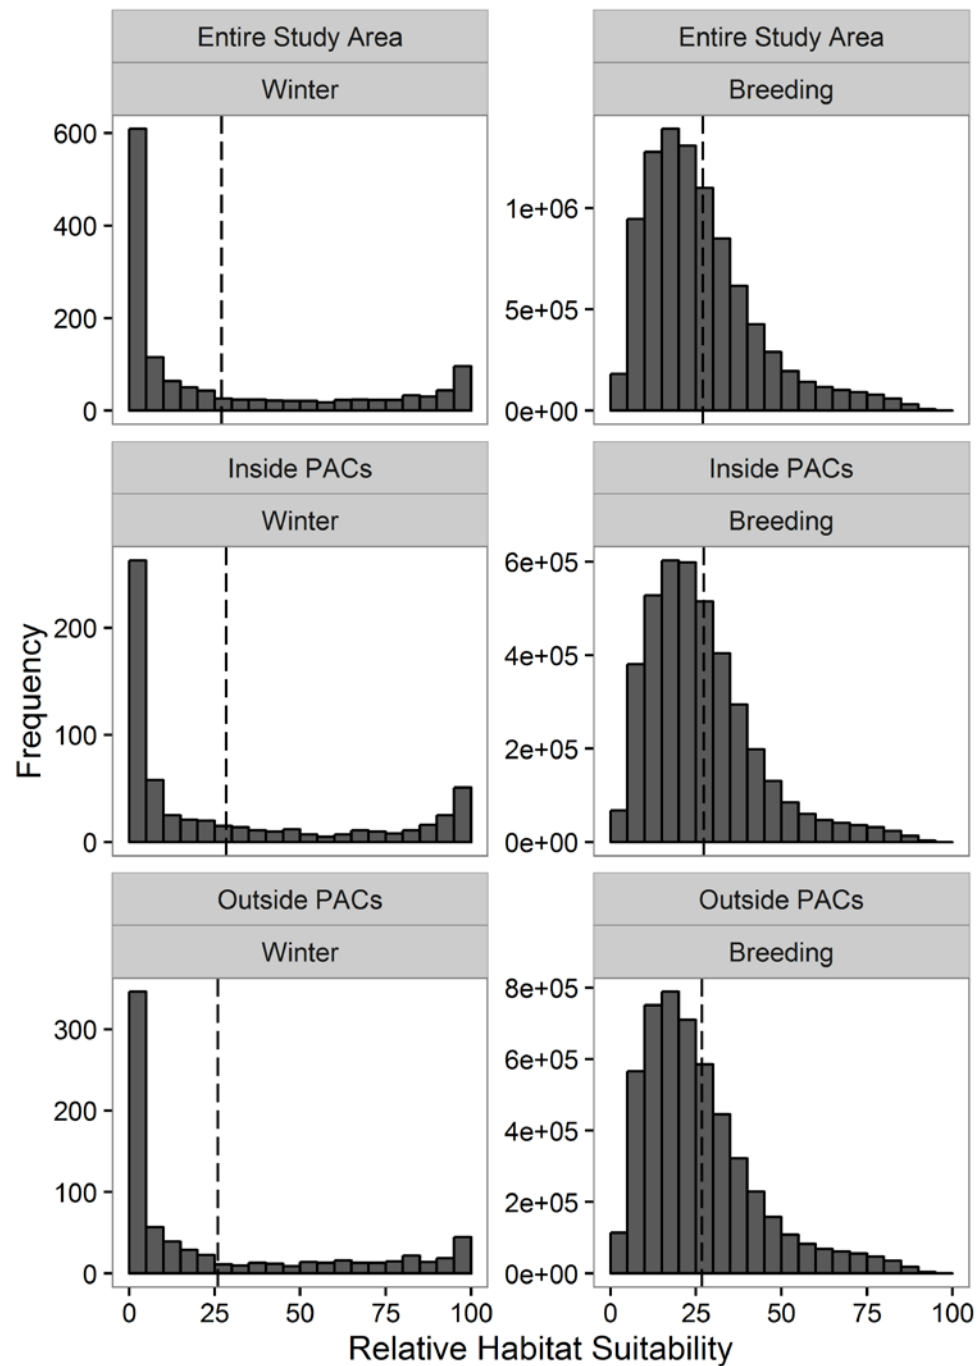 Entire Study Area
Winter
600
400
200
0
Entire Study Area
Breeding
1e+06
5e+05
0e+00
Inside PACs
Winter
200
100
0
Inside PACs
Breeding
6e+05
4e+05
2e+05
0e+00
Frequency
Outside PACs
Winter
300
200
100
0
0 25 50 75 100
Outside PACs
Breeding
8e+05
6e+05
4e+05
2e+05
0e+00
0 25 50 75 100
Relative Habitat Suitability